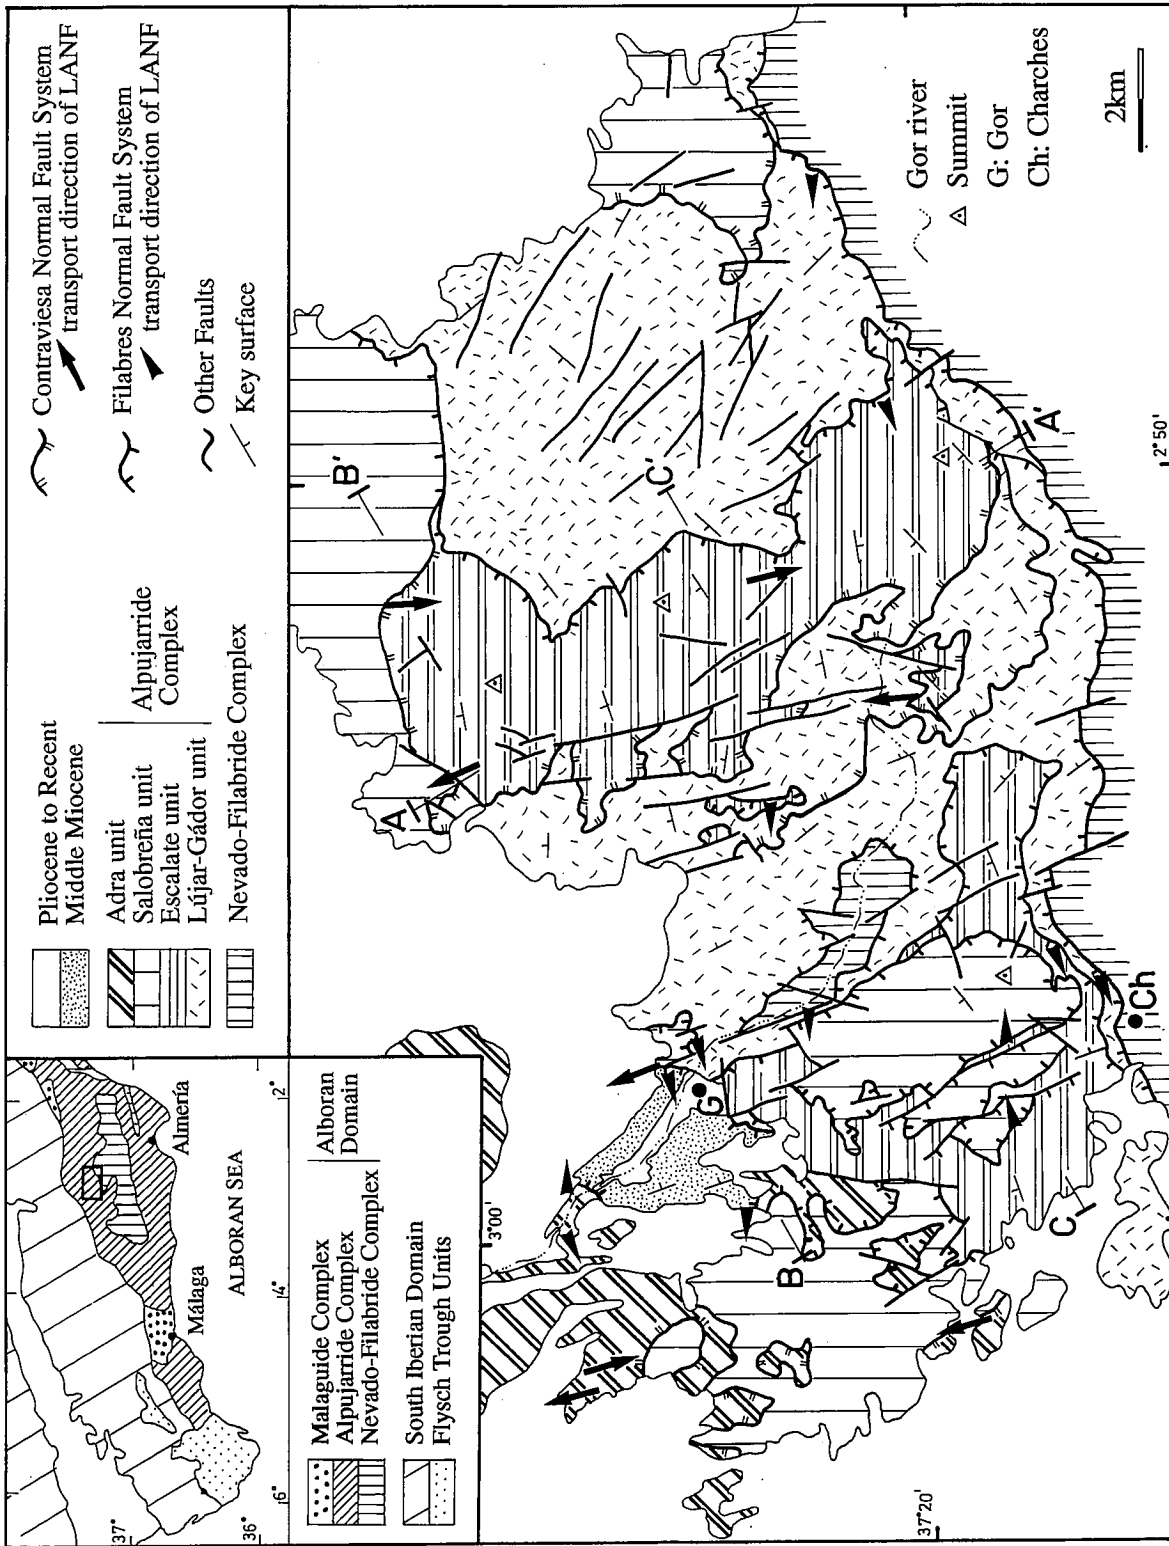 Malaguide Complex
Alpujarride Complex
Nevado-Filabride Complex
Alboran
Domain
South Iberian Domain
Flysch Trough Units
37°
36°
6°
4°
2°
Málaga
Almería
ALBORAN SEA
Pliocene to Recent
Middle Miocene
Adra unit
Salobreña unit
Escalate unit
Lújar-Gádor unit
Alpujarride
Complex
Nevado-Filabride Complex
Contraviesa Normal Fault System
transport direction of LANF
Filabres Normal Fault System
transport direction of LANF
Other Faults
Key surface
3°00'
37°20'
2°50'
A
A'
B
B'
C
C'
G
Ch
Gor river
Summit
G: Gor
Ch: Charches
2km